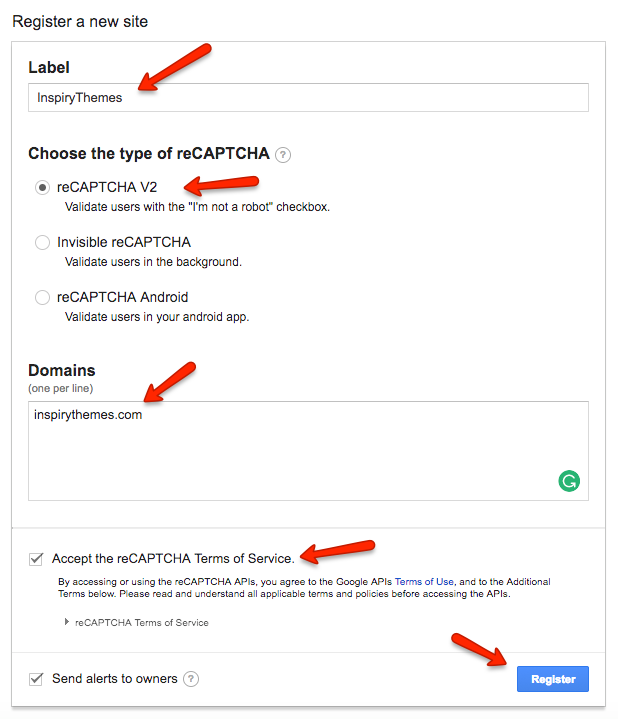 Register a new site
Label
InspiryThemes
Choose the type of reCAPTCHA ?
reCAPTCHA V2
Validate users with the "I'm not a robot" checkbox.
Invisible reCAPTCHA
Validate users in the background.
reCAPTCHA Android
Validate users in your android app.
Domains
(one per line)
inspirythemes.com
Accept the reCAPTCHA Terms of Service.
By accessing or using the reCAPTCHA APIs, you agree to the Google APIs Terms of Use, and to the Additional
Terms below. Please read and understand all applicable terms and policies before accessing the APIs.
reCAPTCHA Terms of Service
Send alerts to owners ?
Register